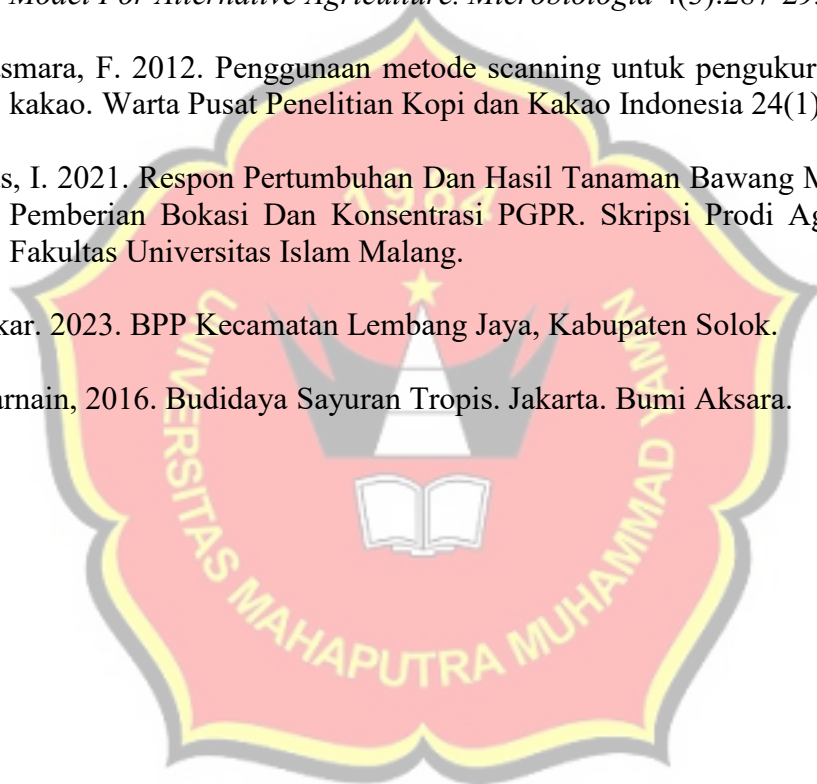 Model For Alternative Agriculture. Microbiologia 4(3):287-29
smara, F. 2012. Penggunaan metode scanning untuk pengukur
kakao. Warta Pusat Penelitian Kopi dan Kakao Indonesia 24(1)
s, I. 2021. Respon Pertumbuhan Dan Hasil Tanaman Bawang M
Pemberian Bokasi Dan Konsentrasi PGPR. Skripsi Prodi Ag
Fakultas Universitas Islam Malang.
kar. 2023. BPP Kecamatan Lembang Jaya, Kabupaten Solok.
arnain, 2016. Budidaya Sayuran Tropis. Jakarta. Bumi Aksara.
1984
UNIVERSITAS MAHAPUTRA MUHAMMAD YAMIN